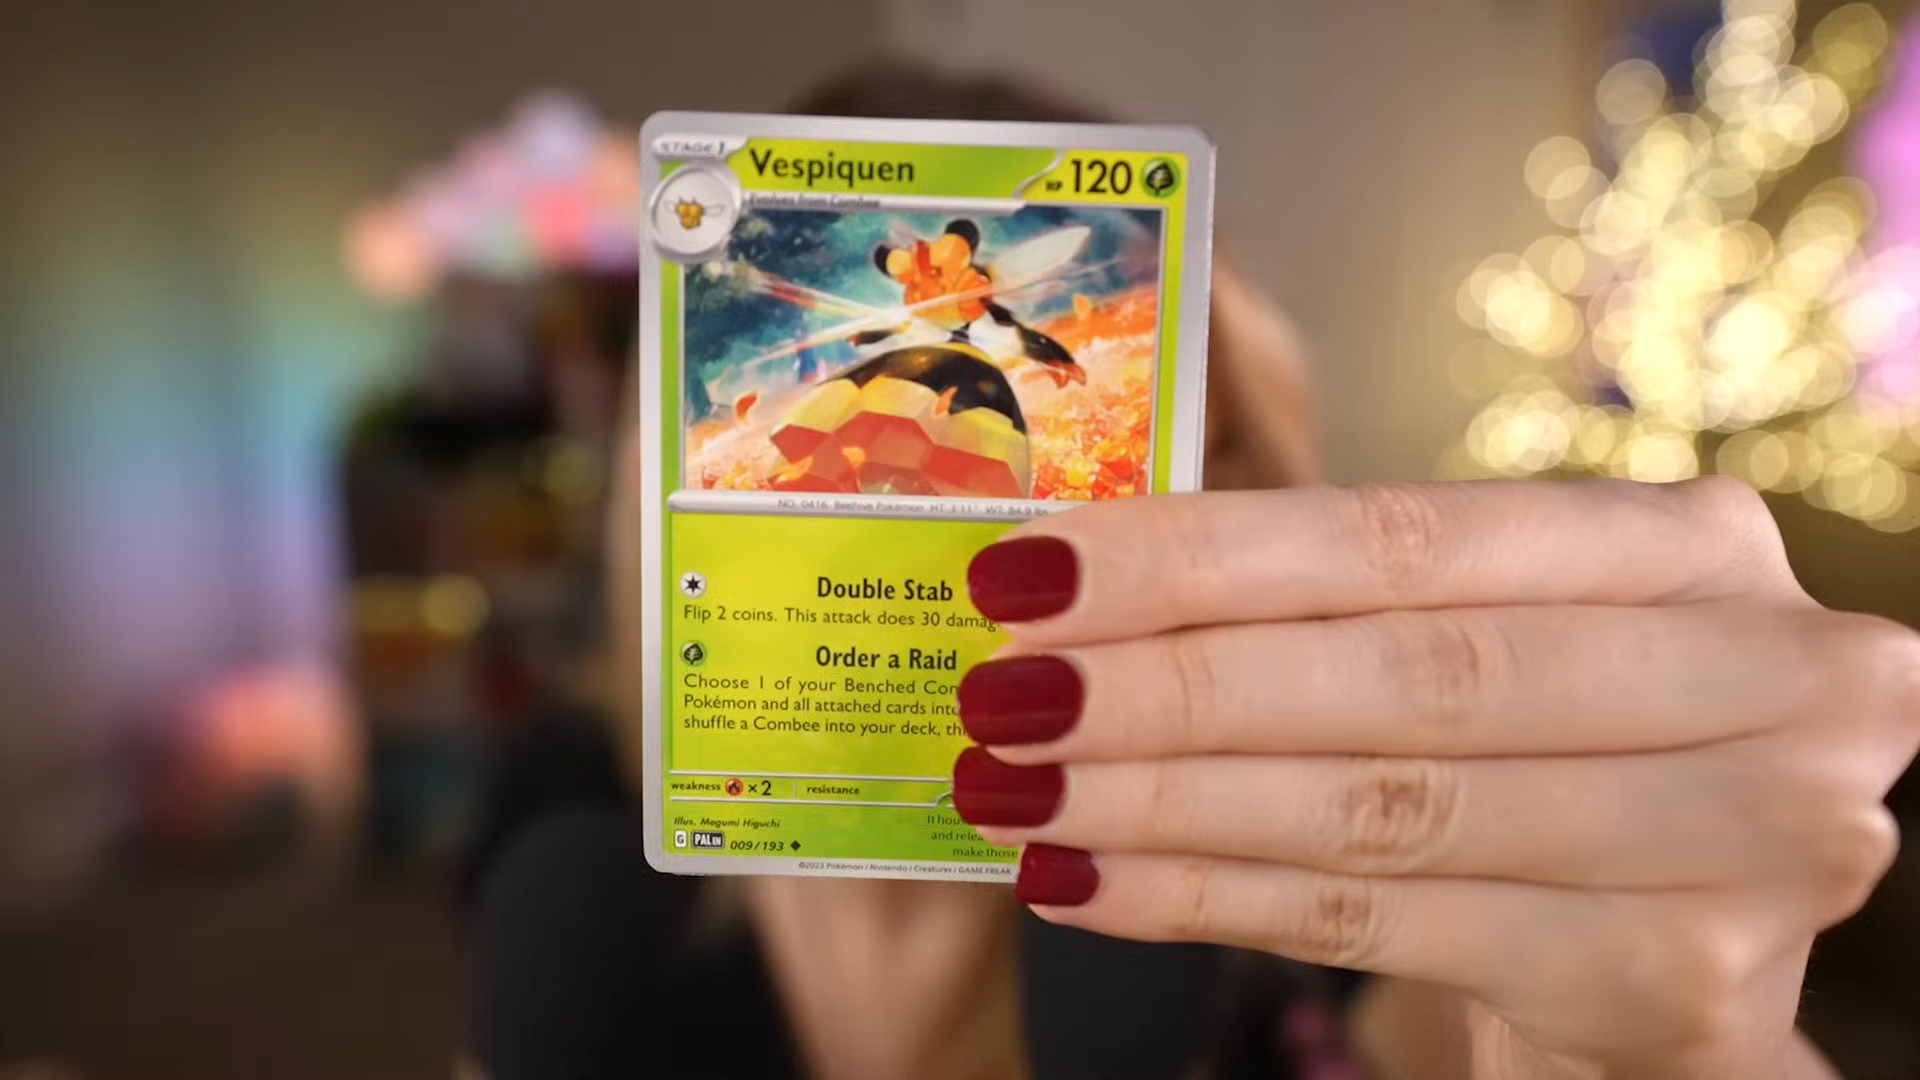 STAGE 1
Vespiquen
HP 120
Evolves from Combee
NO. 0416 Beehive Pokémon HT: 3'11" WT: 84.9 lbs
Double Stab
Flip 2 coins. This attack does 30 damag
Order a Raid
Choose 1 of your Benched Com
Pokémon and all attached cards into
shuffle a Combee into your deck, th
weakness ×2 resistance
Illus. Megumi Higuchi
G PAL EN 009/193
It hou
and relea
make those
©2023 Pokémon / Nintendo / Creatures / GAME FREAK